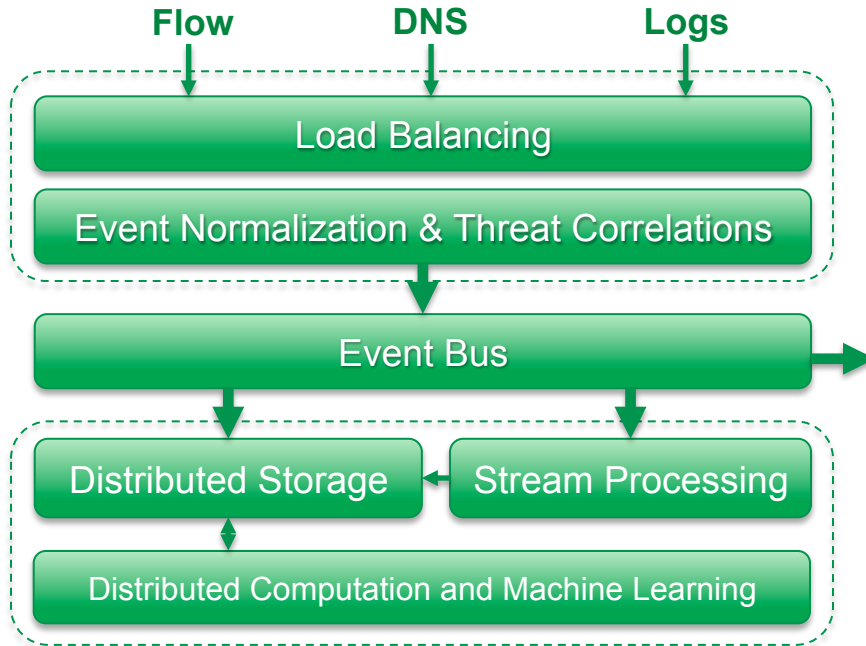 Flow DNS Logs
Load Balancing
Event Normalization & Threat Correlations
Event Bus
Distributed Storage Stream Processing
Distributed Computation and Machine Learning